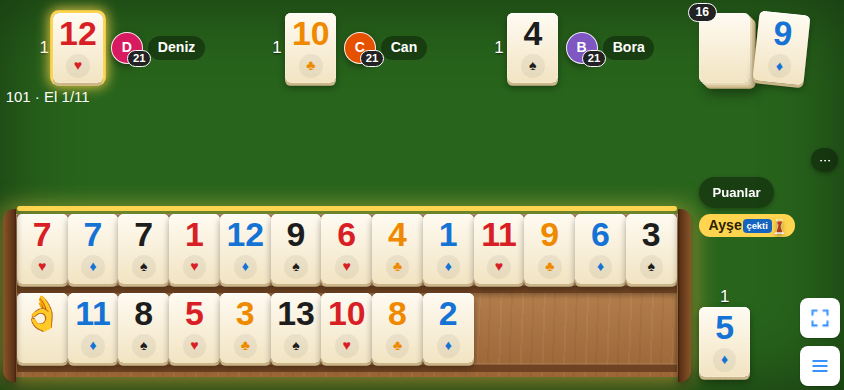 1 12 D 21 Deniz
1 10 C 21 Can
1 4 B 21 Bora
16 9
101 · El 1/11
...
Puanlar
Ayşe çekti
7 7 7 1 12 9 6 4 1 11 9 6 3
11 8 5 3 13 10 8 2
1
5